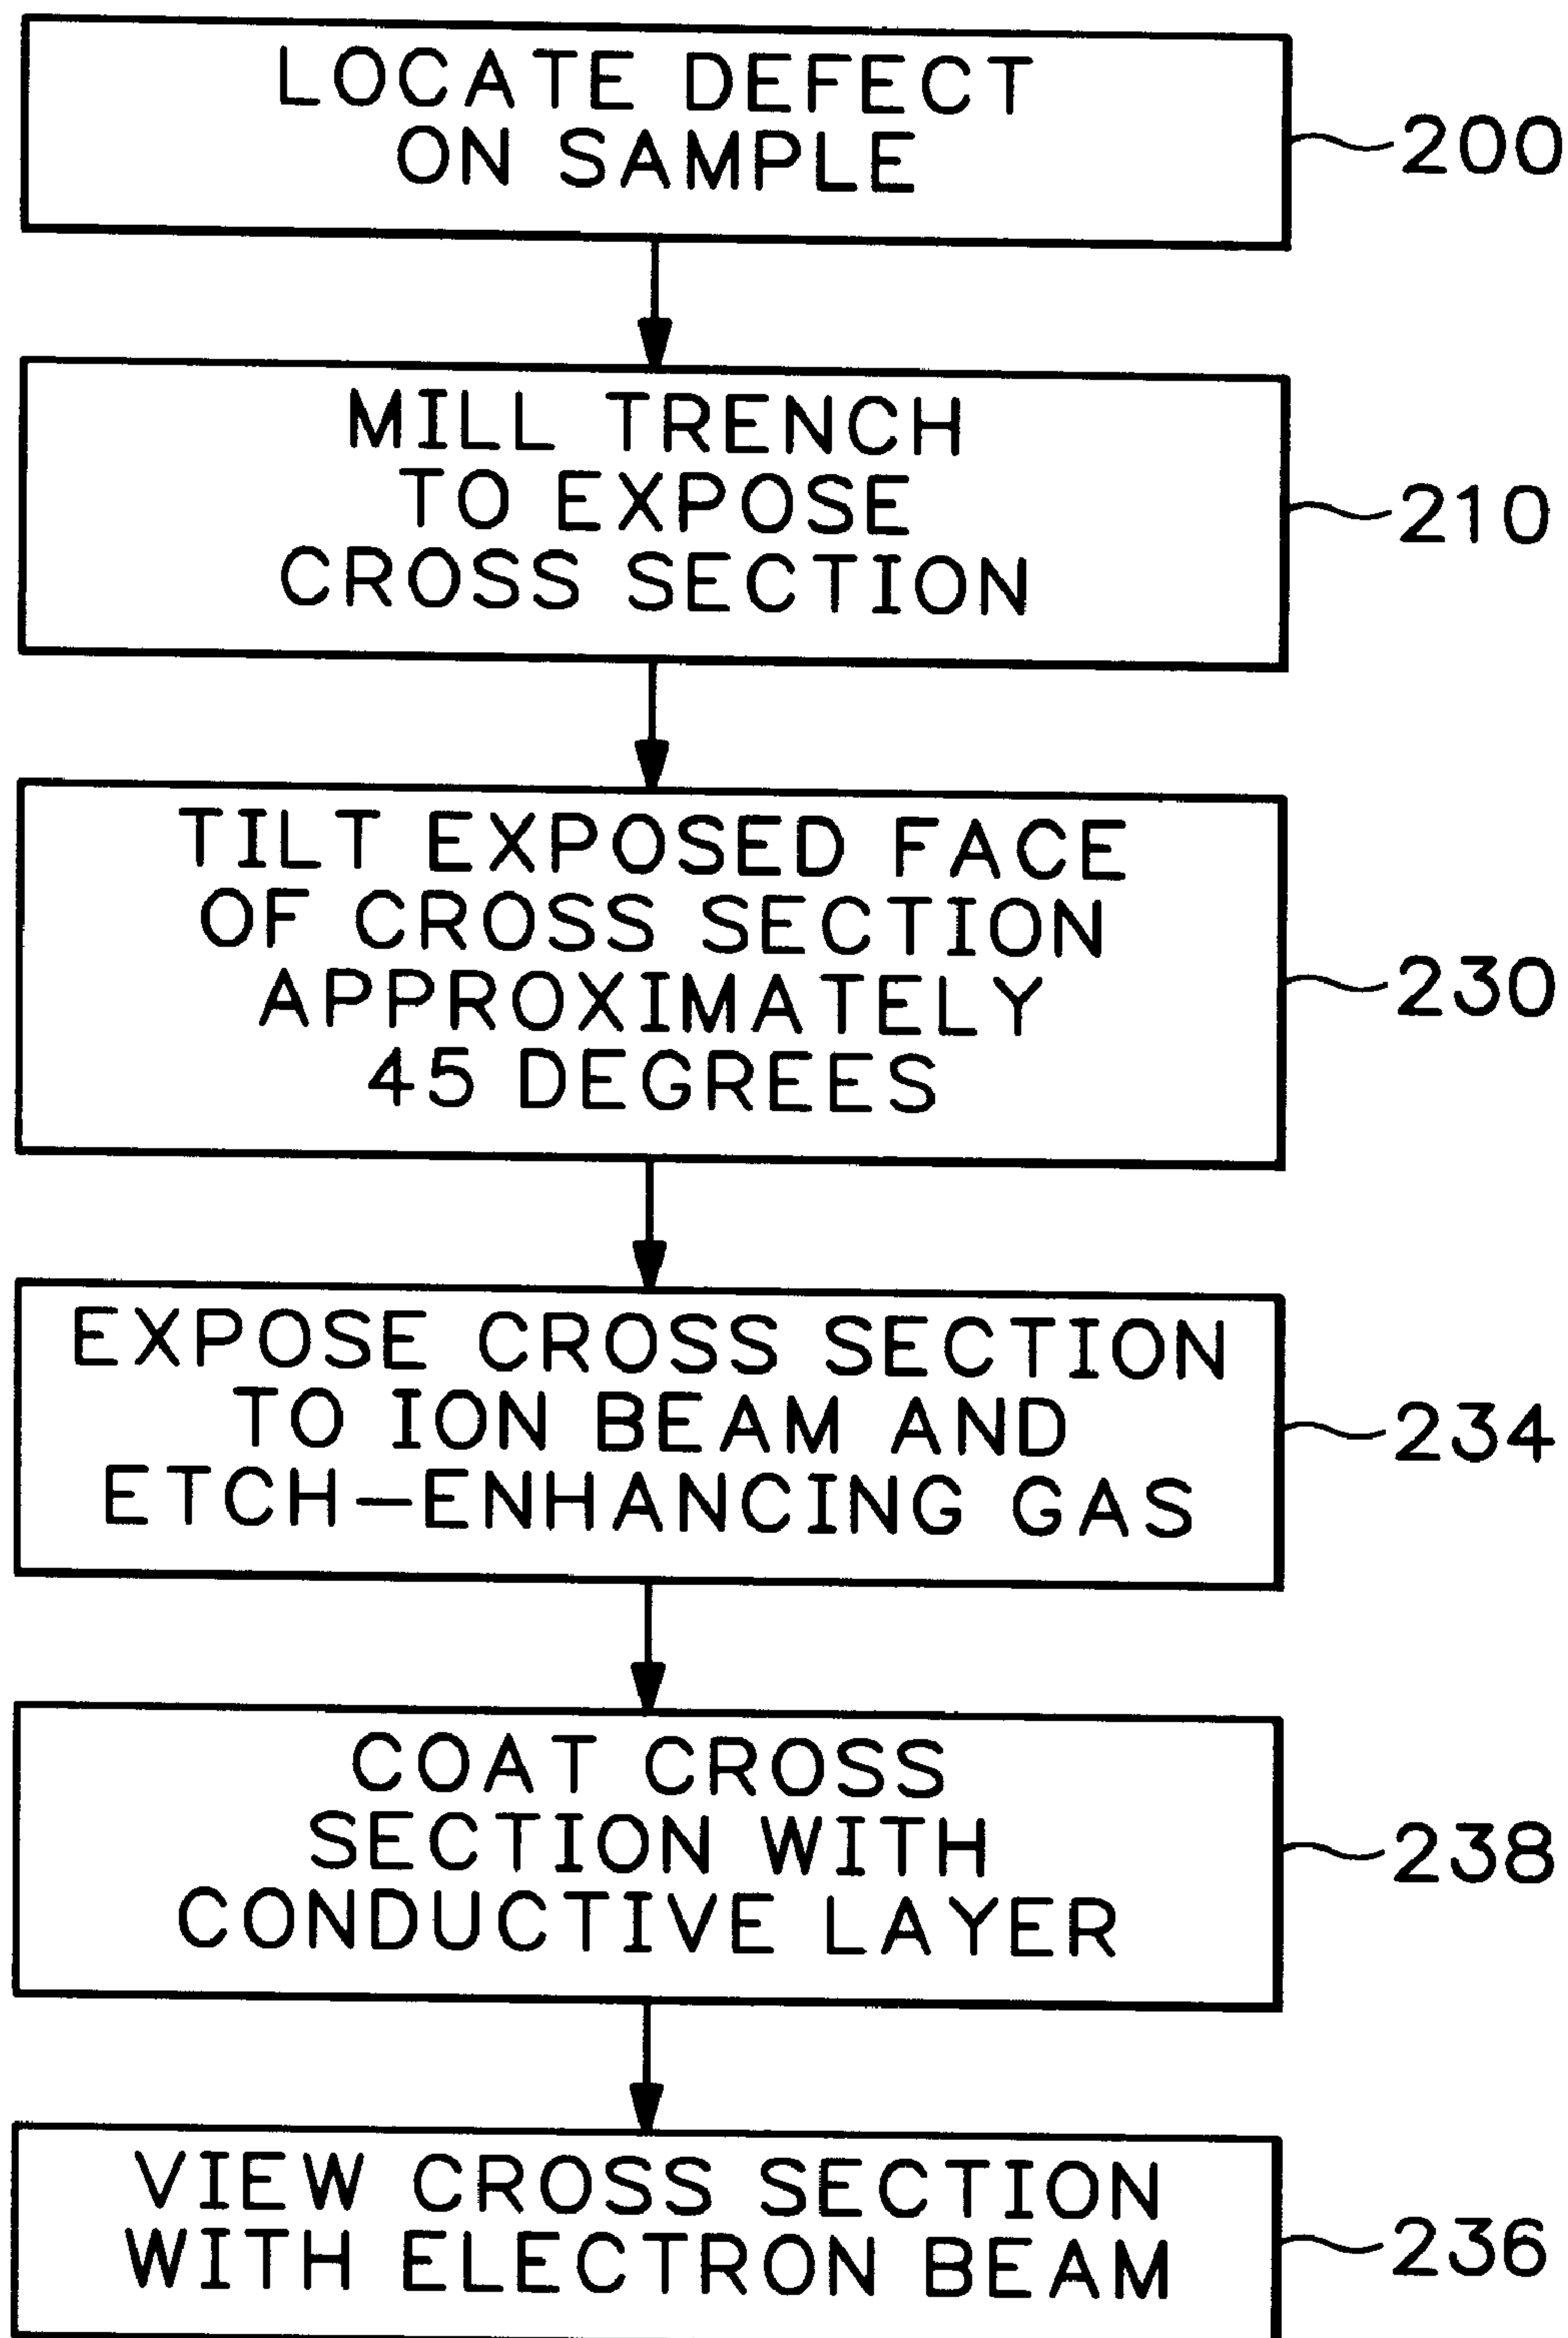 LOCATE DEFECT
ON SAMPLE
200
MILL TRENCH
TO EXPOSE
CROSS SECTION
210
TILT EXPOSED FACE
OF CROSS SECTION
APPROXIMATELY
45 DEGREES
230
EXPOSE CROSS SECTION
TO ION BEAM AND
ETCH-ENHANCING GAS
234
COAT CROSS
SECTION WITH
CONDUCTIVE LAYER
238
VIEW CROSS SECTION
WITH ELECTRON BEAM
236